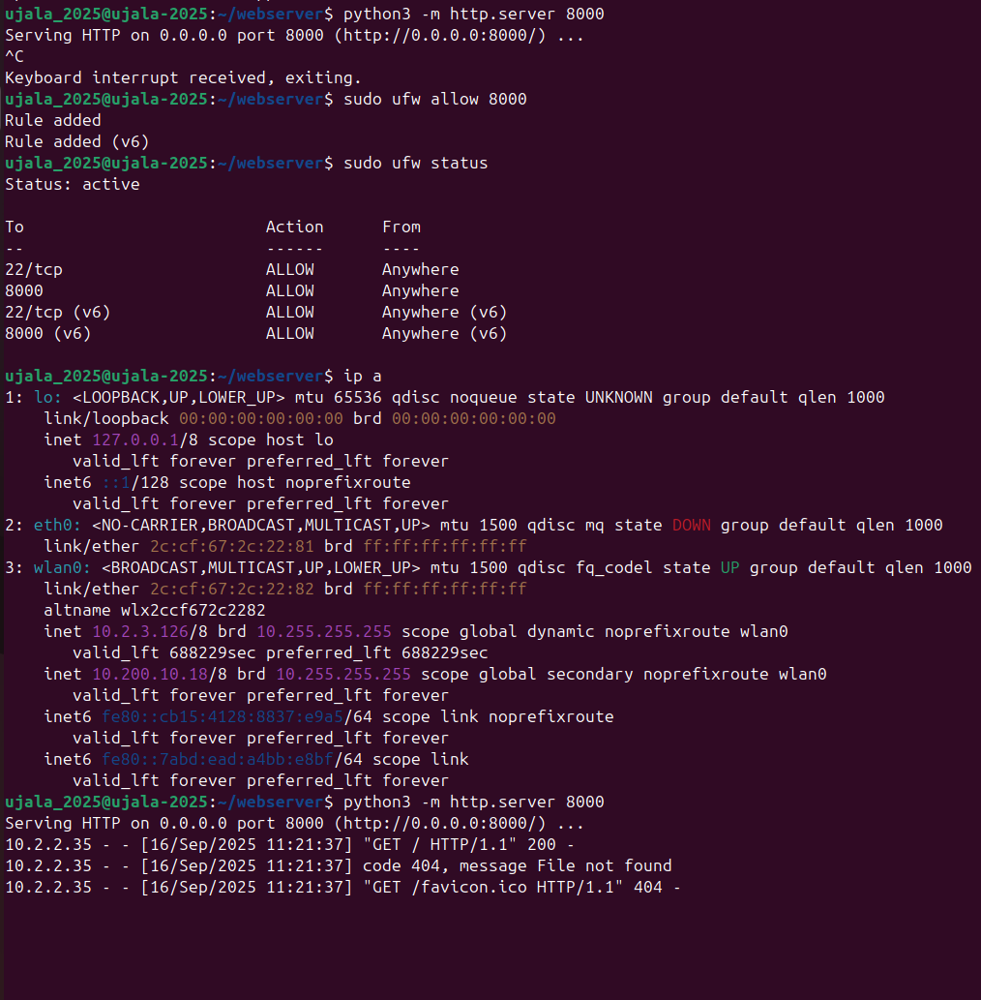 ujala_2025@ujala-2025:~/webserver$ python3 -m http.server 8000
Serving HTTP on 0.0.0.0 port 8000 (http://0.0.0.0:8000/) ...
^C
Keyboard interrupt received, exiting.
ujala_2025@ujala-2025:~/webserver$ sudo ufw allow 8000
Rule added
Rule added (v6)
ujala_2025@ujala-2025:~/webserver$ sudo ufw status
Status: active
To                         Action      From
--                         ------      ----
22/tcp                     ALLOW       Anywhere
8000                       ALLOW       Anywhere
22/tcp (v6)                ALLOW       Anywhere (v6)
8000 (v6)                  ALLOW       Anywhere (v6)
ujala_2025@ujala-2025:~/webserver$ ip a
1: lo: <LOOPBACK,UP,LOWER_UP> mtu 65536 qdisc noqueue state UNKNOWN group default qlen 1000
    link/loopback 00:00:00:00:00:00 brd 00:00:00:00:00:00
    inet 127.0.0.1/8 scope host lo
       valid_lft forever preferred_lft forever
    inet6 ::1/128 scope host noprefixroute
       valid_lft forever preferred_lft forever
2: eth0: <NO-CARRIER,BROADCAST,MULTICAST,UP> mtu 1500 qdisc mq state DOWN group default qlen 1000
    link/ether 2c:cf:67:2c:22:81 brd ff:ff:ff:ff:ff:ff
3: wlan0: <BROADCAST,MULTICAST,UP,LOWER_UP> mtu 1500 qdisc fq_codel state UP group default qlen 1000
    link/ether 2c:cf:67:2c:22:82 brd ff:ff:ff:ff:ff:ff
    altname wlx2ccf672c2282
    inet 10.2.3.126/8 brd 10.255.255.255 scope global dynamic noprefixroute wlan0
       valid_lft 688229sec preferred_lft 688229sec
    inet 10.200.10.18/8 brd 10.255.255.255 scope global secondary noprefixroute wlan0
       valid_lft forever preferred_lft forever
    inet6 fe80::cb15:4128:8837:e9a5/64 scope link noprefixroute
       valid_lft forever preferred_lft forever
    inet6 fe80::7abd:ead:a4bb:e8bf/64 scope link
       valid_lft forever preferred_lft forever
ujala_2025@ujala-2025:~/webserver$ python3 -m http.server 8000
Serving HTTP on 0.0.0.0 port 8000 (http://0.0.0.0:8000/) ...
10.2.2.35 - - [16/Sep/2025 11:21:37] "GET / HTTP/1.1" 200 -
10.2.2.35 - - [16/Sep/2025 11:21:37] code 404, message File not found
10.2.2.35 - - [16/Sep/2025 11:21:37] "GET /favicon.ico HTTP/1.1" 404 -